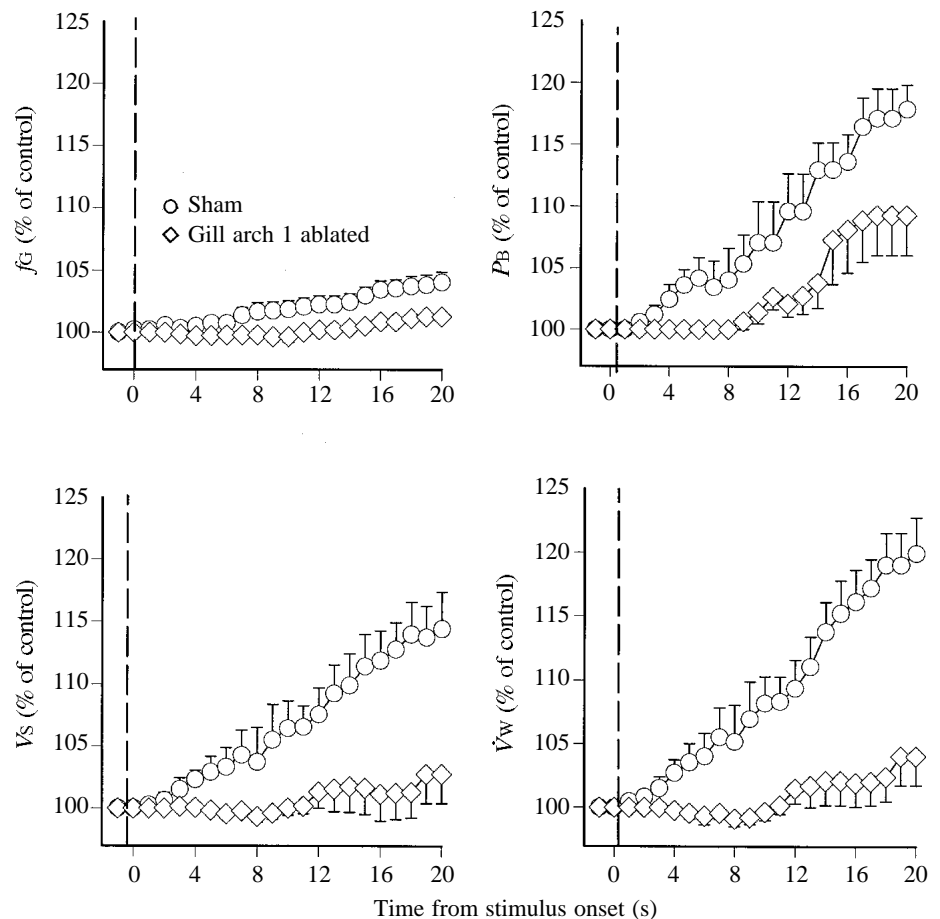 125
120
115
110
105
100
fG (% of control)
Sham
Gill arch 1 ablated
0 4 8 12 16 20
125
120
115
110
105
100
PB (% of control)
0 4 8 12 16 20
125
120
115
110
105
100
VS (% of control)
0 4 8 12 16 20
125
120
115
110
105
100
V̇W (% of control)
0 4 8 12 16 20
Time from stimulus onset (s)